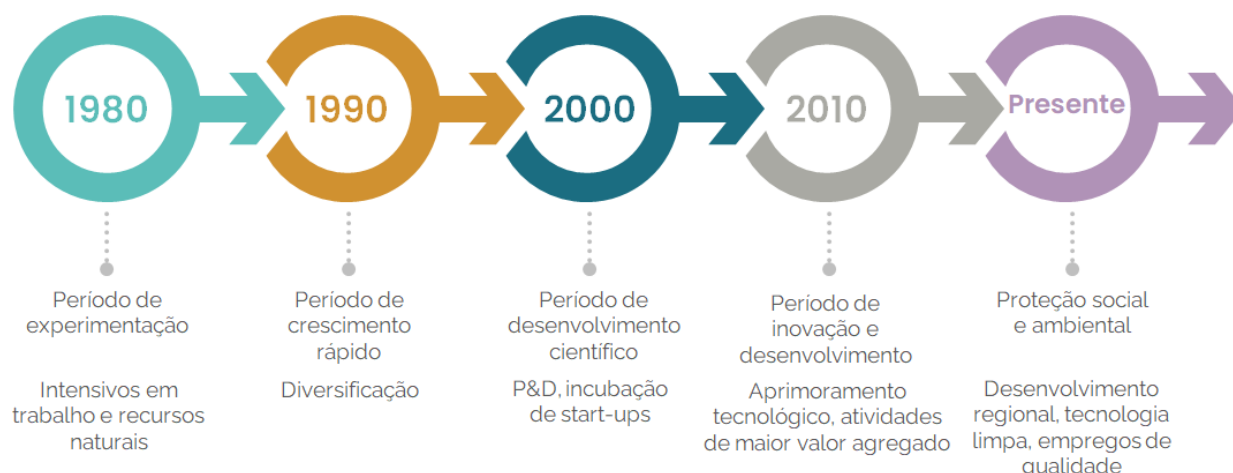 1980
1990
2000
2010
Presente
Período de
experimentação
Intensivos em
trabalho e recursos
naturais
Período de
crescimento
rápido
Diversificação
Período de
desenvolvimento
científico
P&D, incubação
de start-ups
Período de
inovação e
desenvolvimento
Aprimoramento
tecnológico, atividades
de maior valor agregado
Proteção social
e ambiental
Desenvolvimento
regional, tecnologia
limpa, empregos de
qualidade